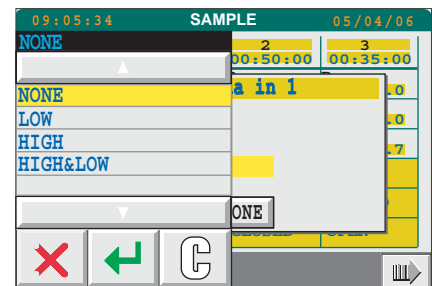 09:05:34 SAMPLE 05/04/06
NONE
2 3
00:50:00 00:35:00
NONE
a in 1
.0
LOW
.0
HIGH
.7
HIGH&LOW
ONE
C